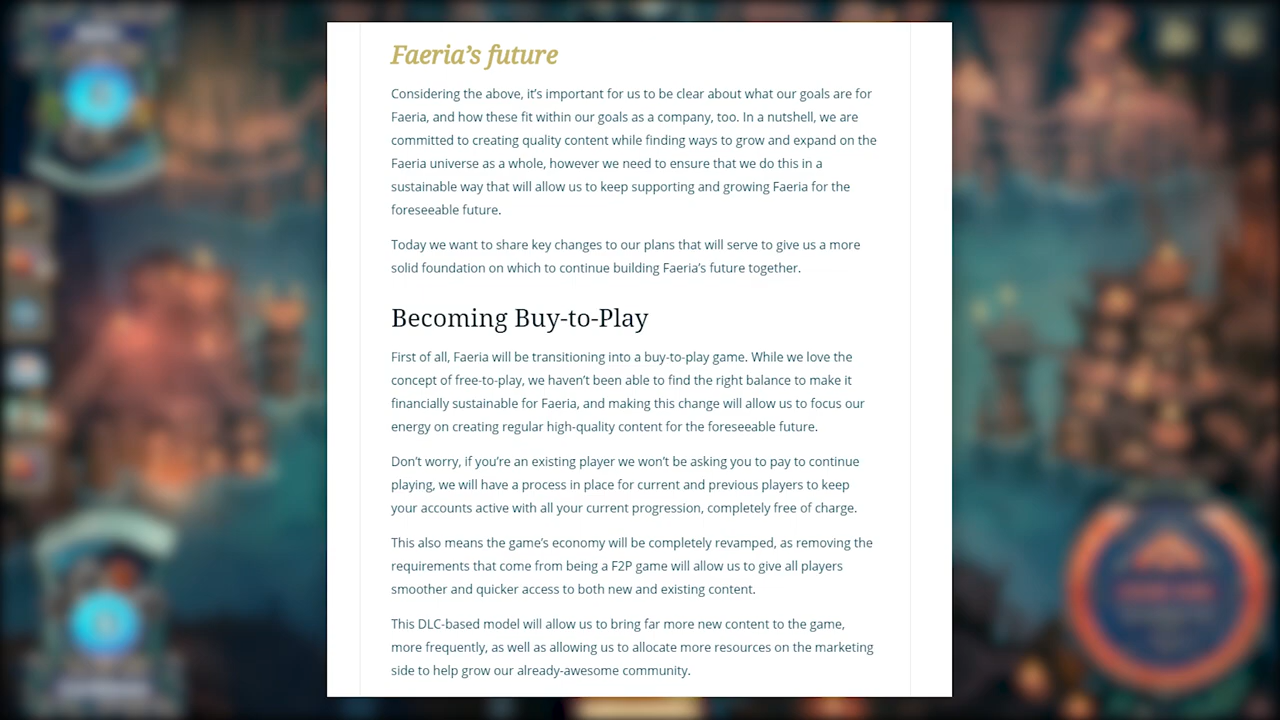 Faeria’s future
Considering the above, it’s important for us to be clear about what our goals are for
Faeria, and how these fit within our goals as a company, too. In a nutshell, we are
committed to creating quality content while finding ways to grow and expand on the
Faeria universe as a whole, however we need to ensure that we do this in a
sustainable way that will allow us to keep supporting and growing Faeria for the
foreseeable future.
Today we want to share key changes to our plans that will serve to give us a more
solid foundation on which to continue building Faeria’s future together.
Becoming Buy-to-Play
First of all, Faeria will be transitioning into a buy-to-play game. While we love the
concept of free-to-play, we haven’t been able to find the right balance to make it
financially sustainable for Faeria, and making this change will allow us to focus our
energy on creating regular high-quality content for the foreseeable future.
Don’t worry, if you’re an existing player we won’t be asking you to pay to continue
playing, we will have a process in place for current and previous players to keep
your accounts active with all your current progression, completely free of charge.
This also means the game’s economy will be completely revamped, as removing the
requirements that come from being a F2P game will allow us to give all players
smoother and quicker access to both new and existing content.
This DLC-based model will allow us to bring far more new content to the game,
more frequently, as well as allowing us to allocate more resources on the marketing
side to help grow our already-awesome community.